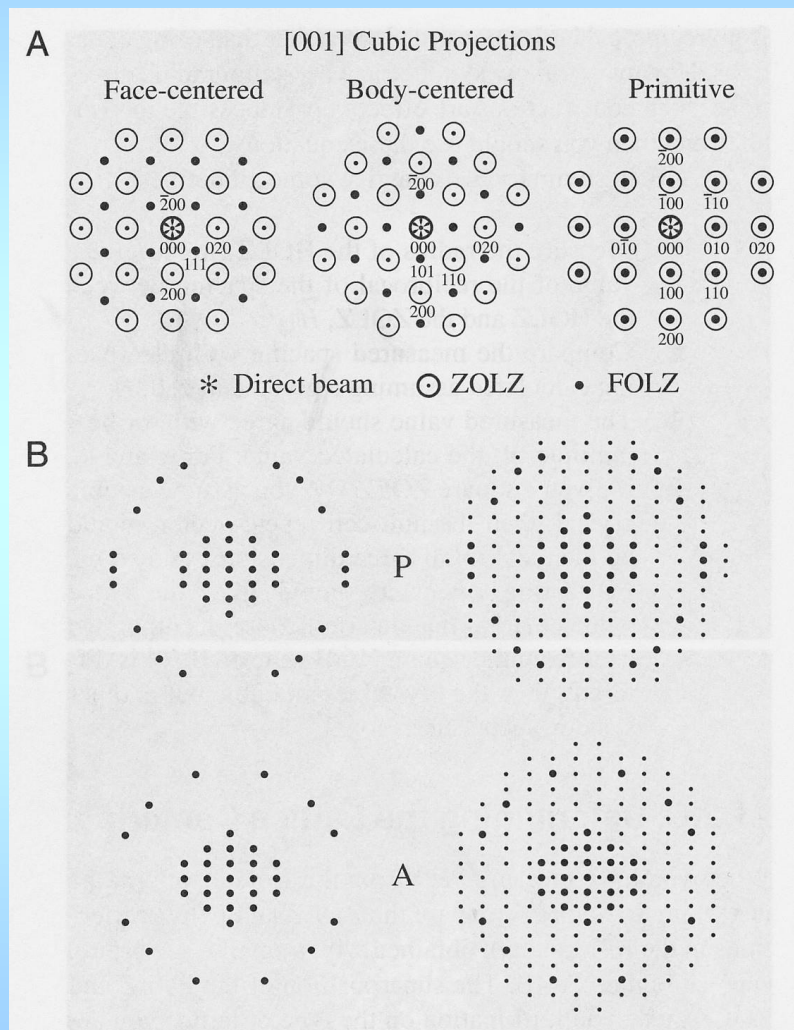 A
[001] Cubic Projections
Face-centered Body-centered Primitive
2̄00
2̄00 2̄00 1̄00 1̄10
000 020 000 020 01̄0 000 010 020
111 101 110
200 2̄00 100 110
200
Direct beam ZOLZ FOLZ
B
P
B
A